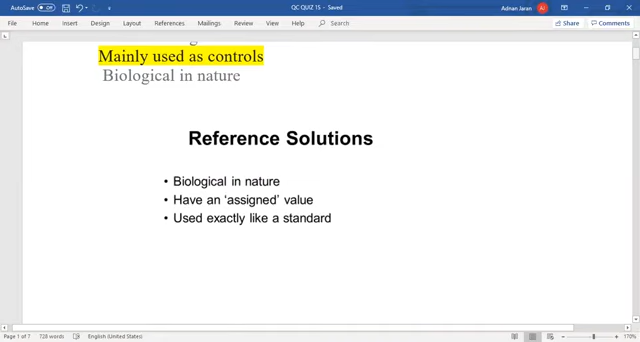 AutoSave Off
QC QUIZ 15 - Saved
Adnan Jaran
AJ
File Home Insert Design Layout References Mailings Review View Help
Share Comments
Mainly used as controls
Biological in nature
Reference Solutions
• Biological in nature
• Have an ‘assigned’ value
• Used exactly like a standard
Page 1 of 7 728 words English (United States) 170%